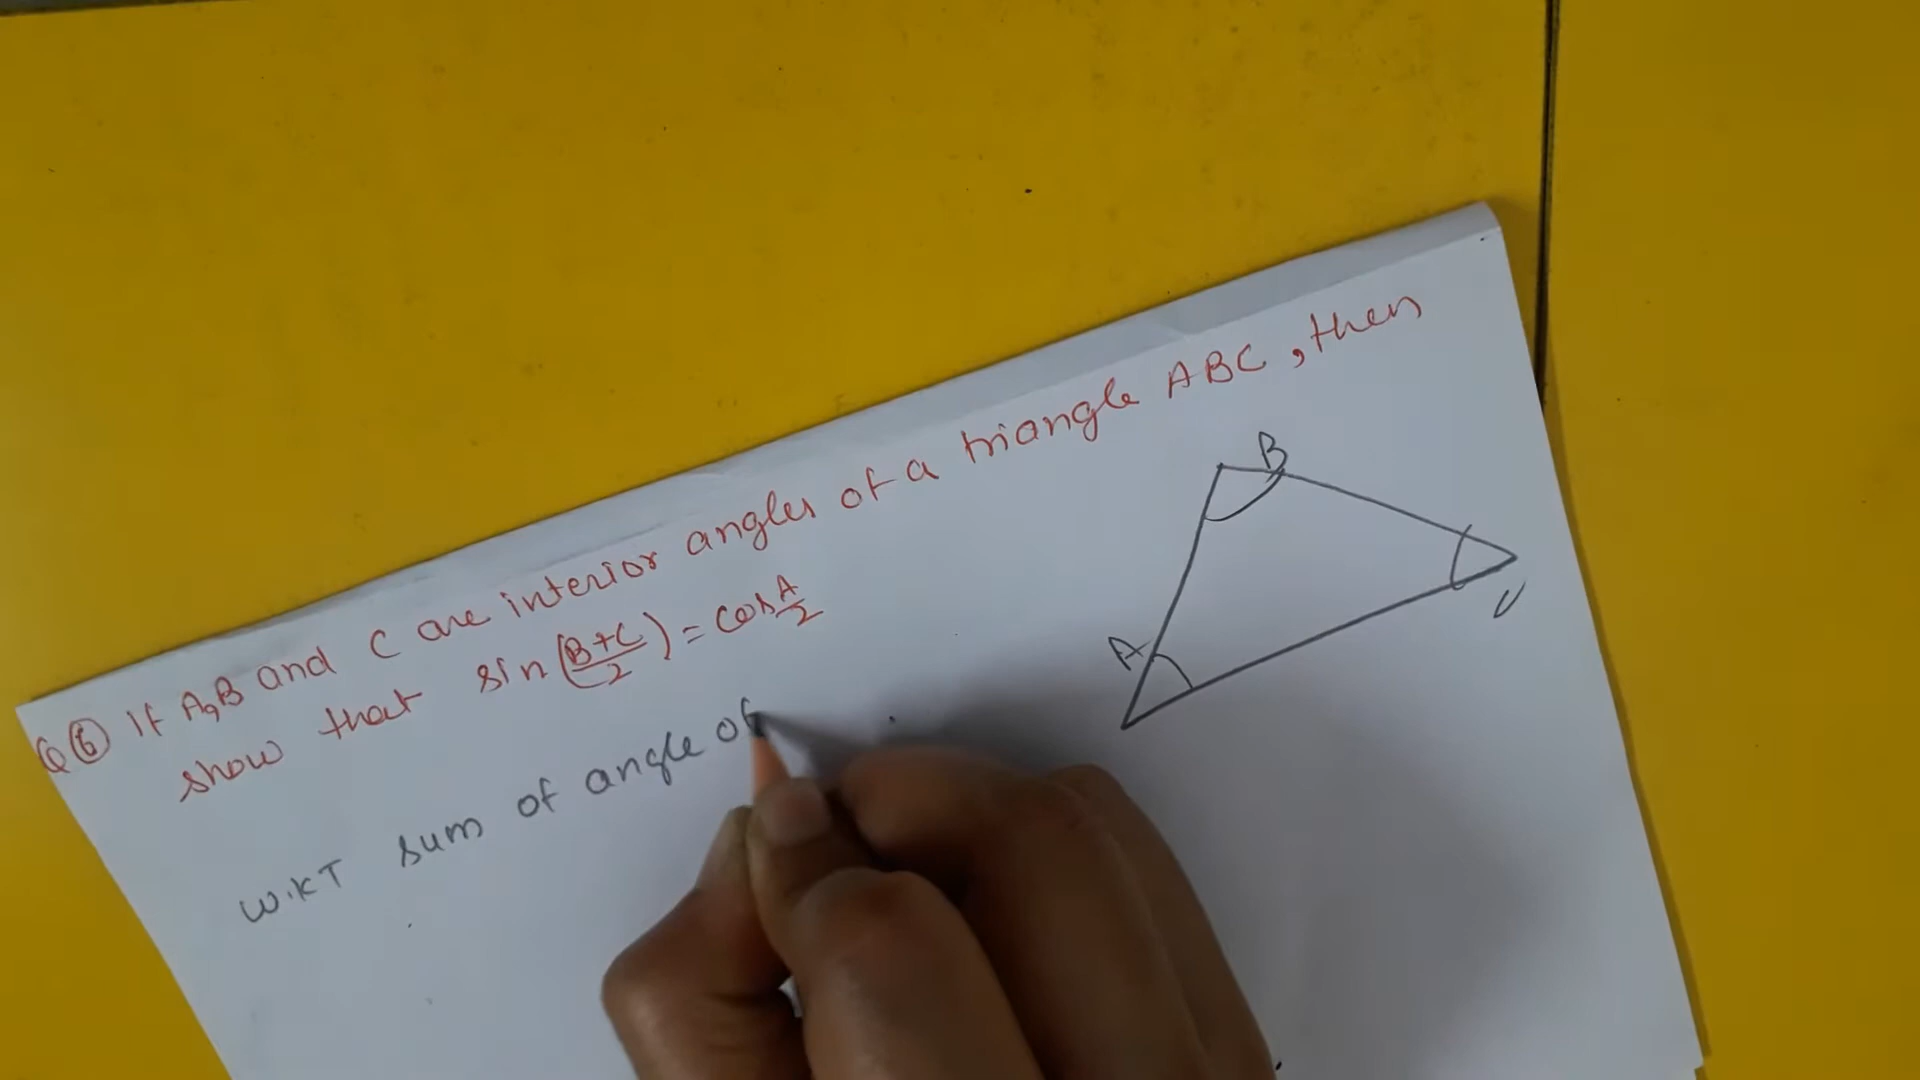 Q⑥ If A,B and C are interior angles of a triangle ABC, then
show that sin(B+C/2) = cos A/2
W.KT sum of angle of
B
A
C